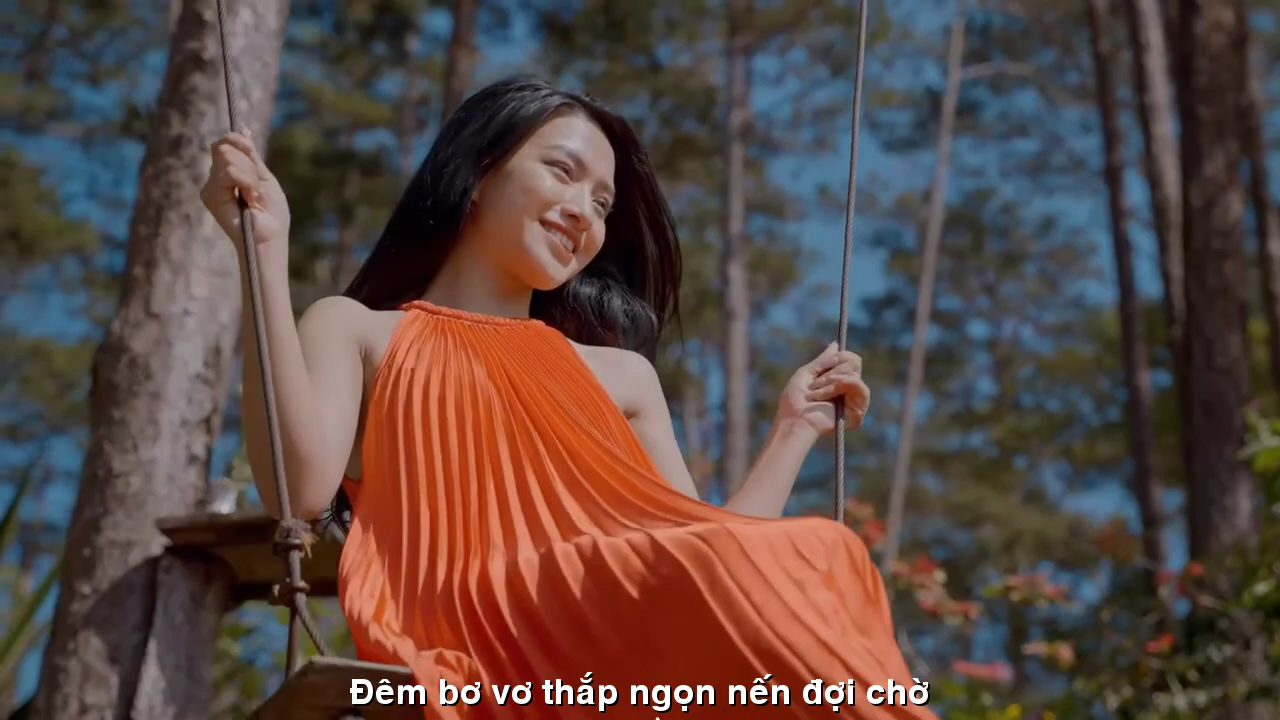 Đêm bơ vơ thắp ngọn nến đợi chờ